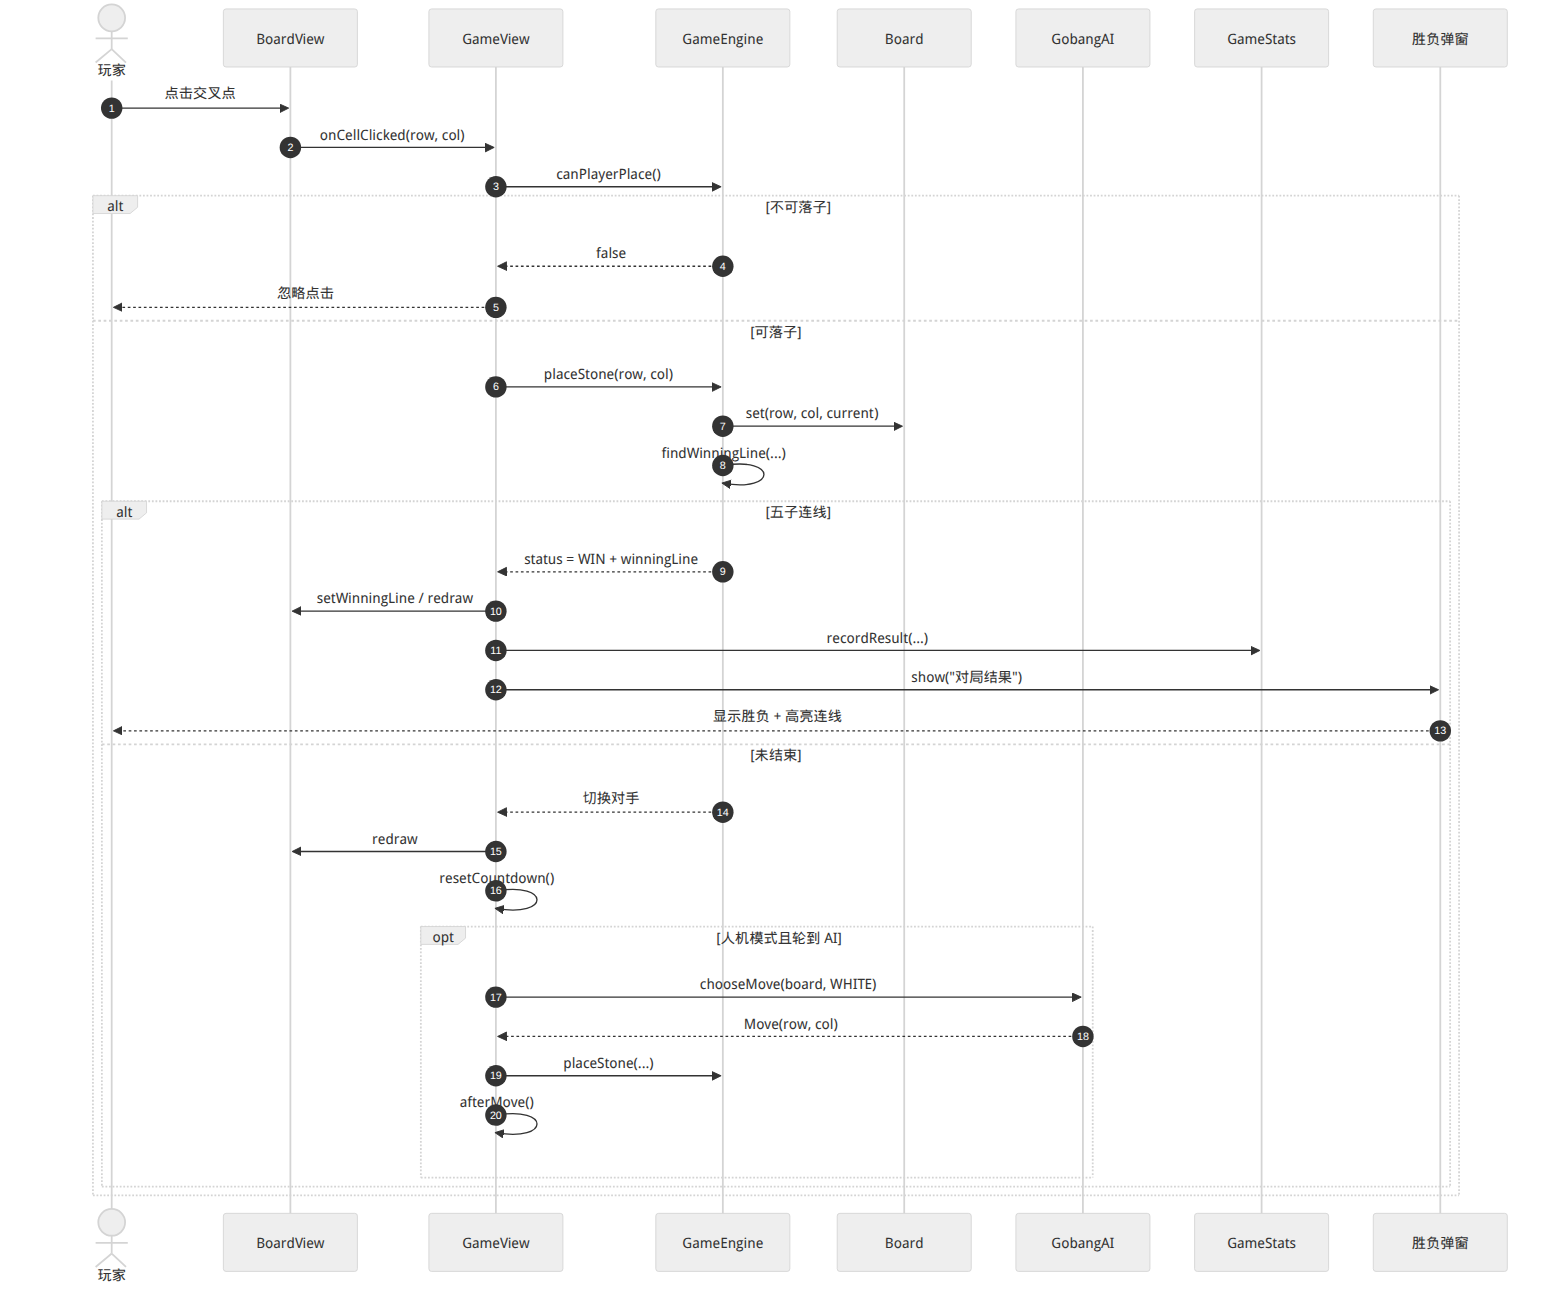 玩家
BoardView
GameView
GameEngine
Board
GobangAI
GameStats
胜负弹窗
点击交叉点
1
onCellClicked(row, col)
2
canPlayerPlace()
3
alt
[不可落子]
false
4
忽略点击
5
[可落子]
placeStone(row, col)
6
set(row, col, current)
7
findWinningLine(...)
8
alt
[五子连线]
status = WIN + winningLine
9
setWinningLine / redraw
10
recordResult(...)
11
show("对局结果")
12
显示胜负 + 高亮连线
13
[未结束]
切换对手
14
redraw
15
resetCountdown()
16
opt
[人机模式且轮到 AI]
chooseMove(board, WHITE)
17
Move(row, col)
18
placeStone(...)
19
afterMove()
20
玩家
BoardView
GameView
GameEngine
Board
GobangAI
GameStats
胜负弹窗